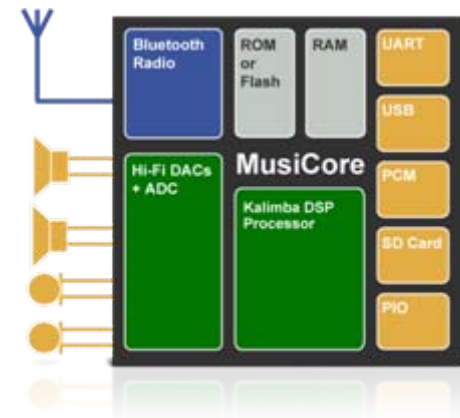 Bluetooth
Radio
ROM
or
Flash
RAM
UART
USB
Hi-Fi DACs
+ ADC
MusiCore
PCM
Kalimba DSP
Processor
SD Card
PIO